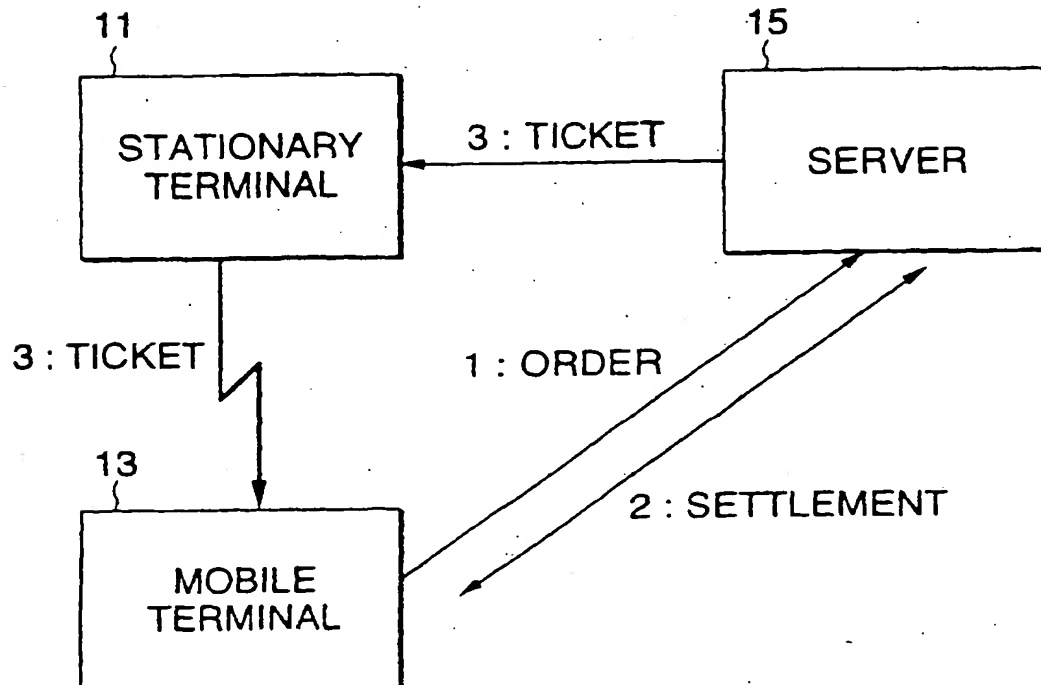 11
15
STATIONARY
TERMINAL
3 : TICKET
SERVER
3 : TICKET
1 : ORDER
13
2 : SETTLEMENT
MOBILE
TERMINAL